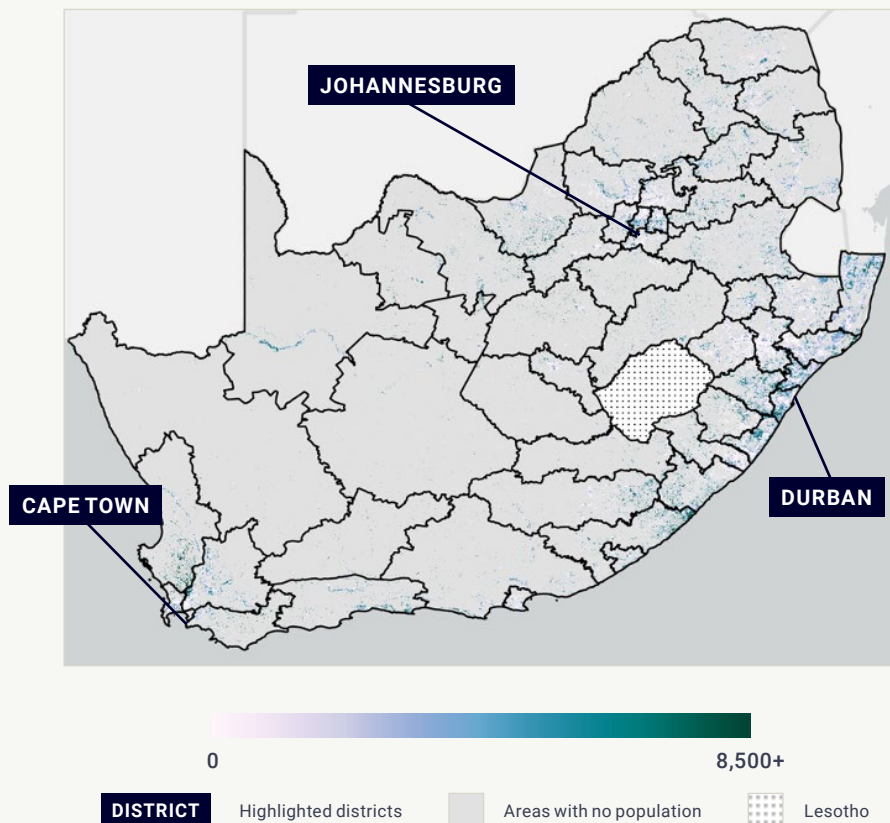 JOHANNESBURG
CAPE TOWN
DURBAN
0 8,500+
DISTRICT Highlighted districts Areas with no population Lesotho